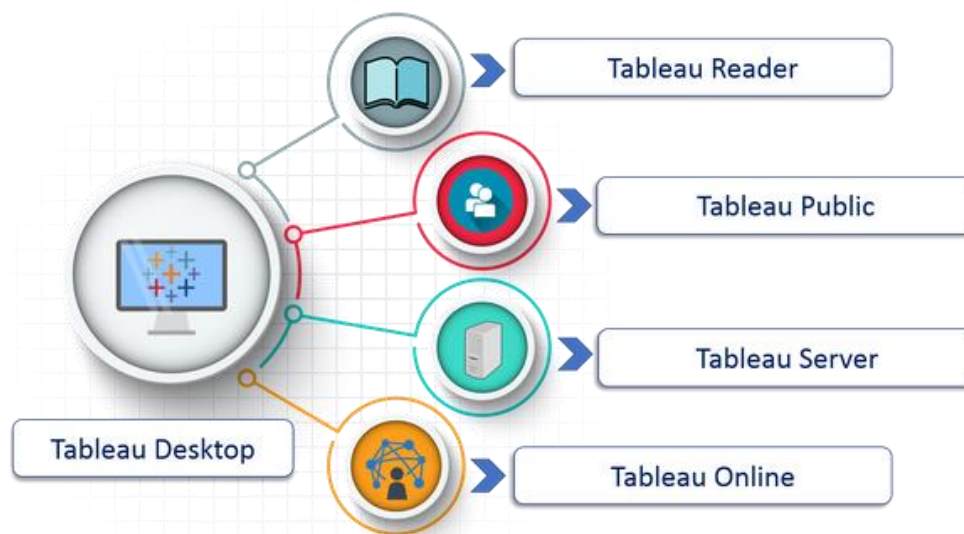 Tableau Reader
Tableau Public
Tableau Server
Tableau Desktop
Tableau Online